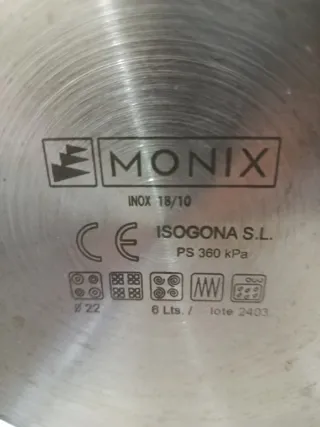 MONIX
INOX 18/10
CE ISOGONA S.L.
PS 360 kPa
Ø 22 6 Lts. / lote 2403